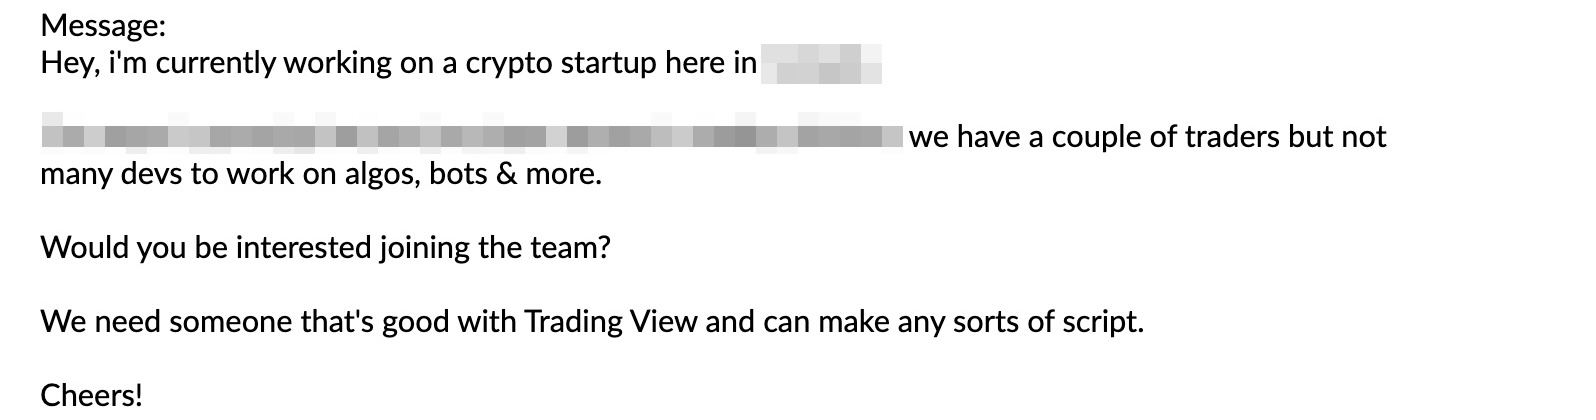 Message:
Hey, i'm currently working on a crypto startup here in
we have a couple of traders but not
many devs to work on algos, bots & more.
Would you be interested joining the team?
We need someone that's good with Trading View and can make any sorts of script.
Cheers!